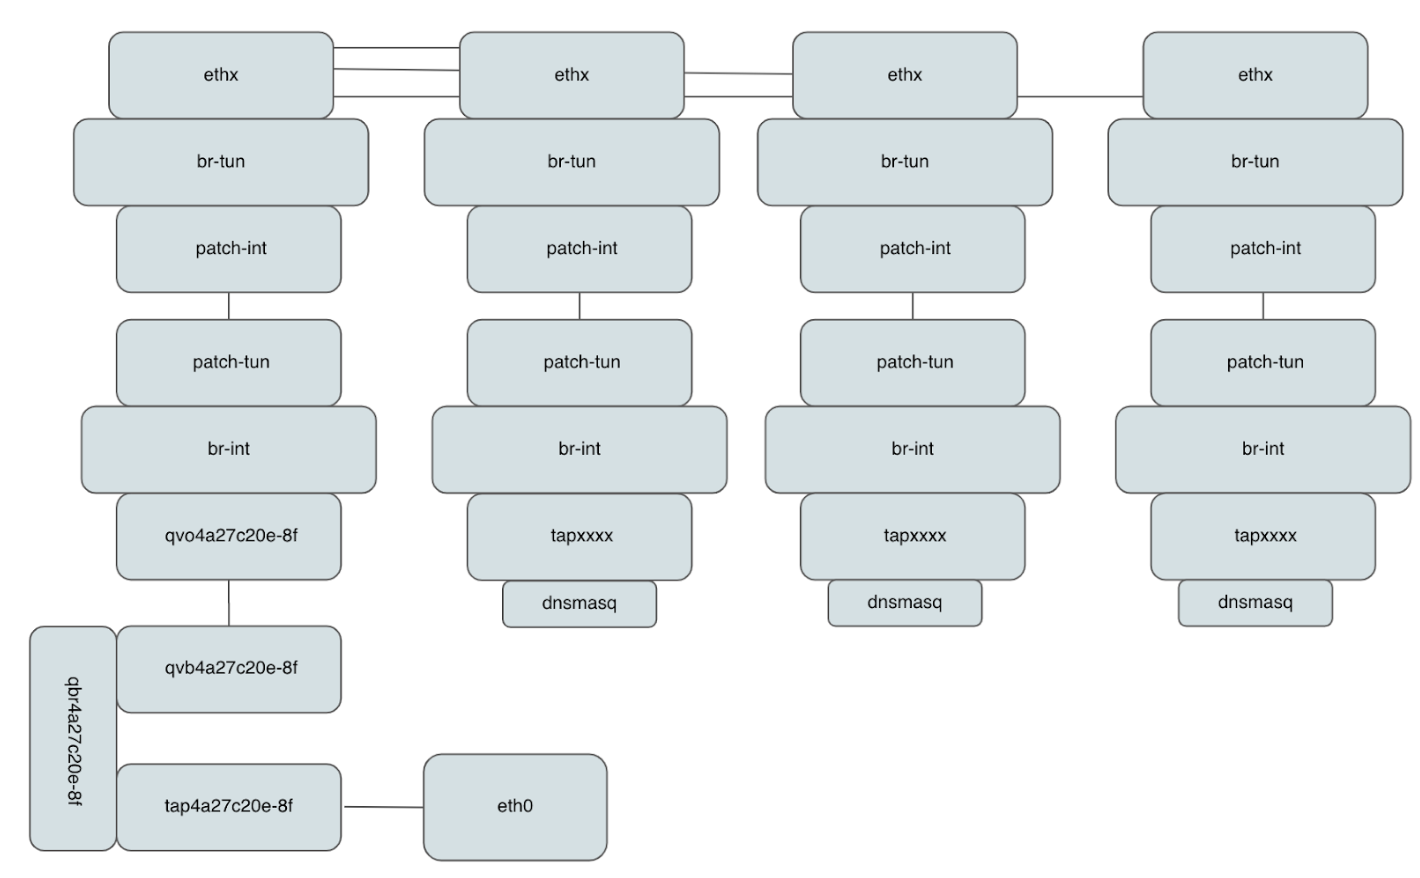 ethx
ethx
ethx
ethx
br-tun
br-tun
br-tun
br-tun
patch-int
patch-int
patch-int
patch-int
patch-tun
patch-tun
patch-tun
patch-tun
br-int
br-int
br-int
br-int
qvo4a27c20e-8f
tapxxxx
tapxxxx
tapxxxx
dnsmasq
dnsmasq
dnsmasq
qvb4a27c20e-8f
qbr4a27c20e-8f
tap4a27c20e-8f
eth0